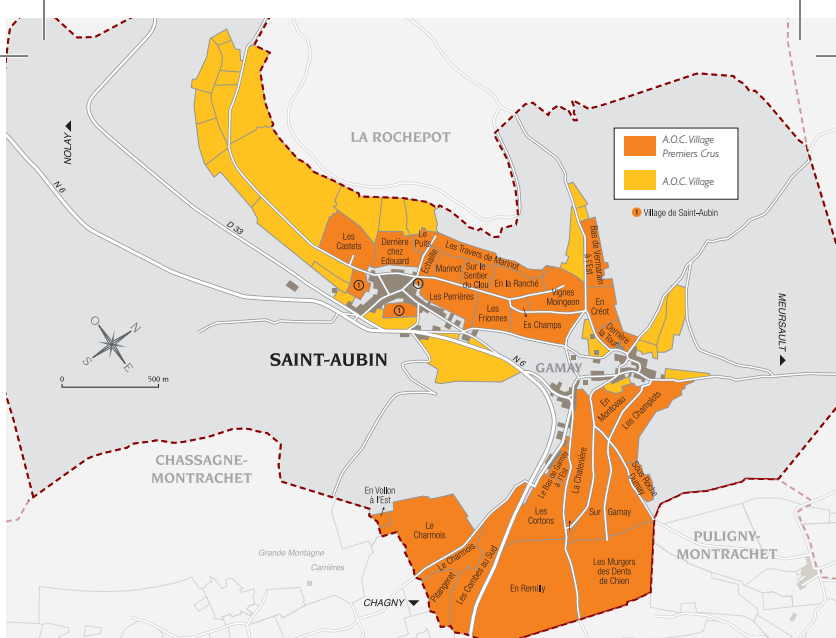 LA ROCHEPOT
A.O.C. Village
Premiers Crus
A.O.C. Village
1 Village de Saint-Aubin
NOLAY
N 6
D 33
Les
Castets
Derrière
chez
Edouard
Le
Puits
Echaille
Les Travers de Marinot
Marinot
Sur le
Sentier
du Clou
En la Ranché
Vignes
Moingeon
Bas de Vermarain
à l'Est
En
Créot
Derrière
la Tour
1
1
1
Les Perrières
Les
Frionnes
Es Champs
MEURSAULT
O
N
S
E
0
500 m
SAINT-AUBIN
N 6
GAMAY
En
Montceau
Les Champlots
CHASSAGNE-
MONTRACHET
En Vollon
à l'Est
Le
Charmois
Le Charmois
Pitangeret
Les Combes au Sud
Le Bas de Gamay
à l'Est
La Chatenière
Les
Cortons
Sur
Gamay
Sous Roche
Dumay
En Remilly
Les Murgers
des Dents
de Chien
PULIGNY-
MONTRACHET
Grande Montagne
Carrières
CHAGNY